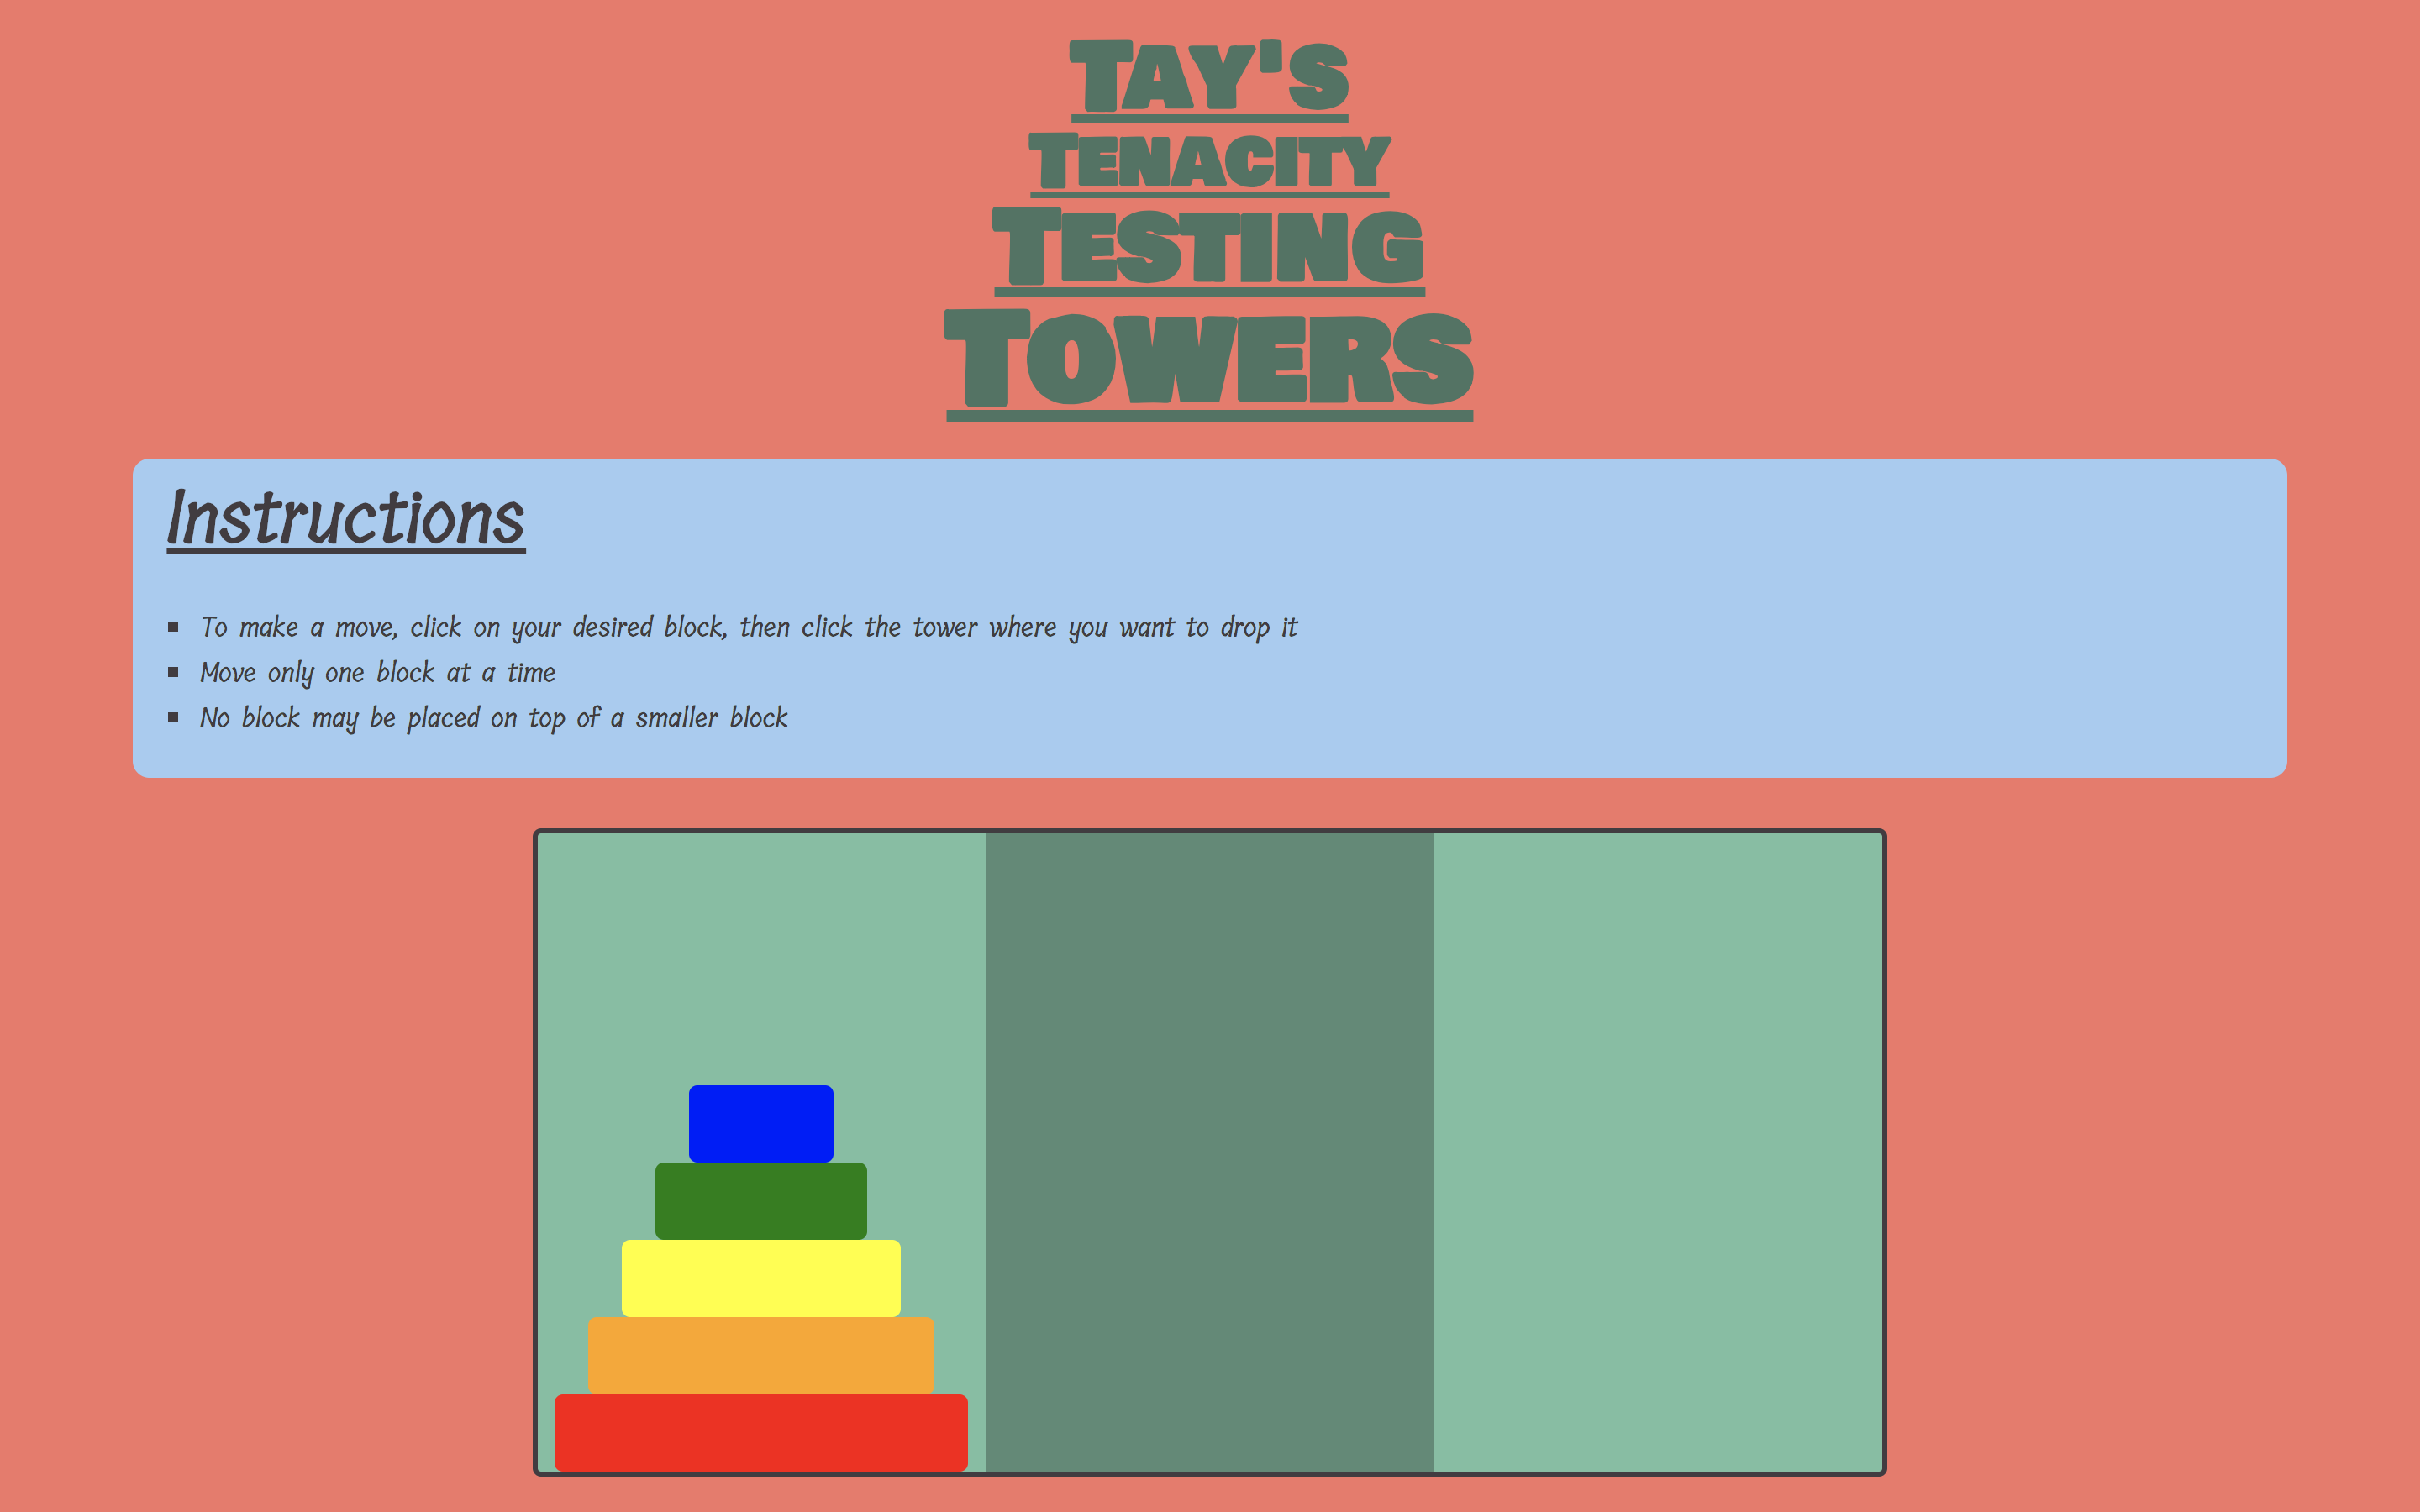 Tay's
Tenacity
Testing
Towers
Instructions
To make a move, click on your desired block, then click the tower where you want to drop it
Move only one block at a time
No block may be placed on top of a smaller block